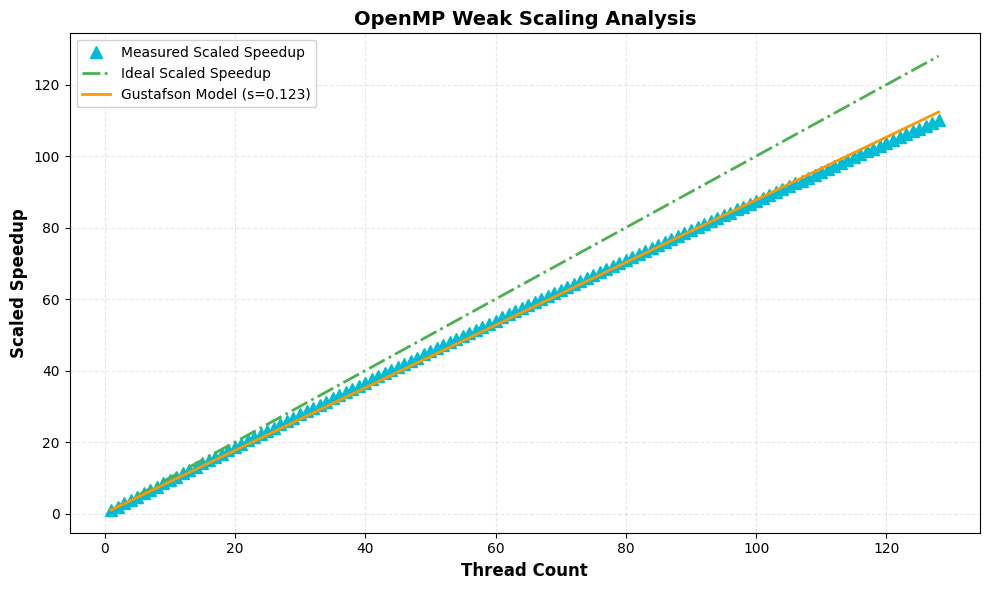 OpenMP Weak Scaling Analysis
Measured Scaled Speedup
Ideal Scaled Speedup
Gustafson Model (s=0.123)
Scaled Speedup
120
100
80
60
40
20
0
0 20 40 60 80 100 120
Thread Count